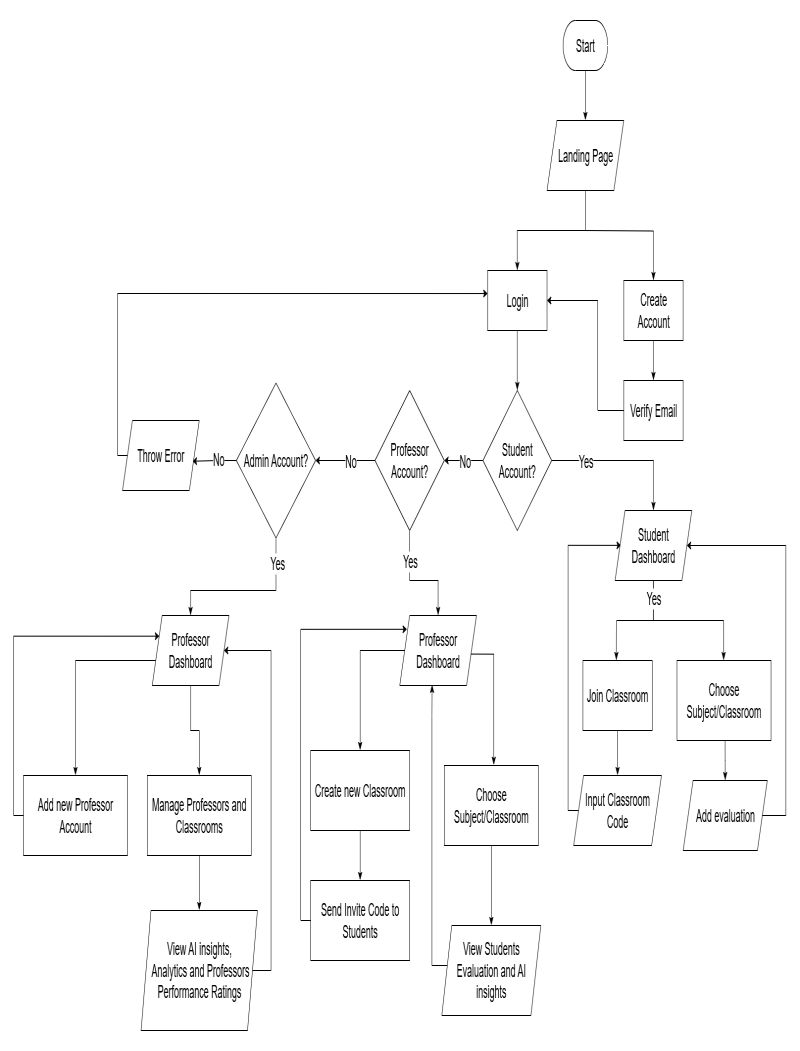 Start
Landing Page
Login
Create
Account
Verify Email
Throw Error
No
Admin Account?
No
Professor
Account?
No
Student
Account?
Yes
Student
Dashboard
Yes
Yes
Yes
Professor
Dashboard
Professor
Dashboard
Join Classroom
Choose
Subject/Classroom
Add new Professor
Account
Manage Professors and
Classrooms
Create new Classroom
Choose
Subject/Classroom
Input Classroom
Code
Add evaluation
Send Invite Code to
Students
View AI insights,
Analytics and Professors
Performance Ratings
View Students
Evaluation and AI
insights